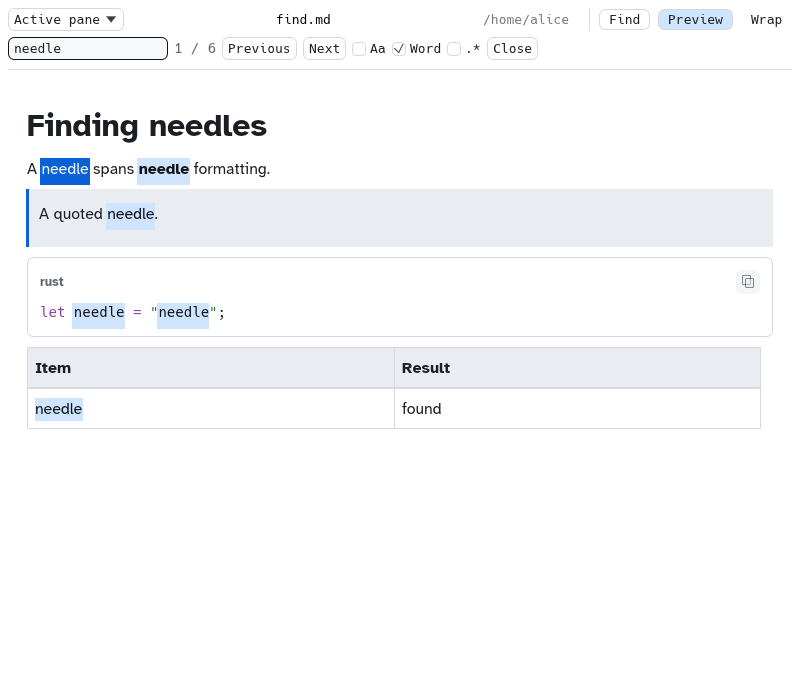 Active pane find.md /home/alice Find Preview Wrap
needle 1 / 6 Previous Next Aa Word .* Close
Finding needles
A needle spans needle formatting.
A quoted needle.
rust
let needle = "needle";
Item Result
needle found